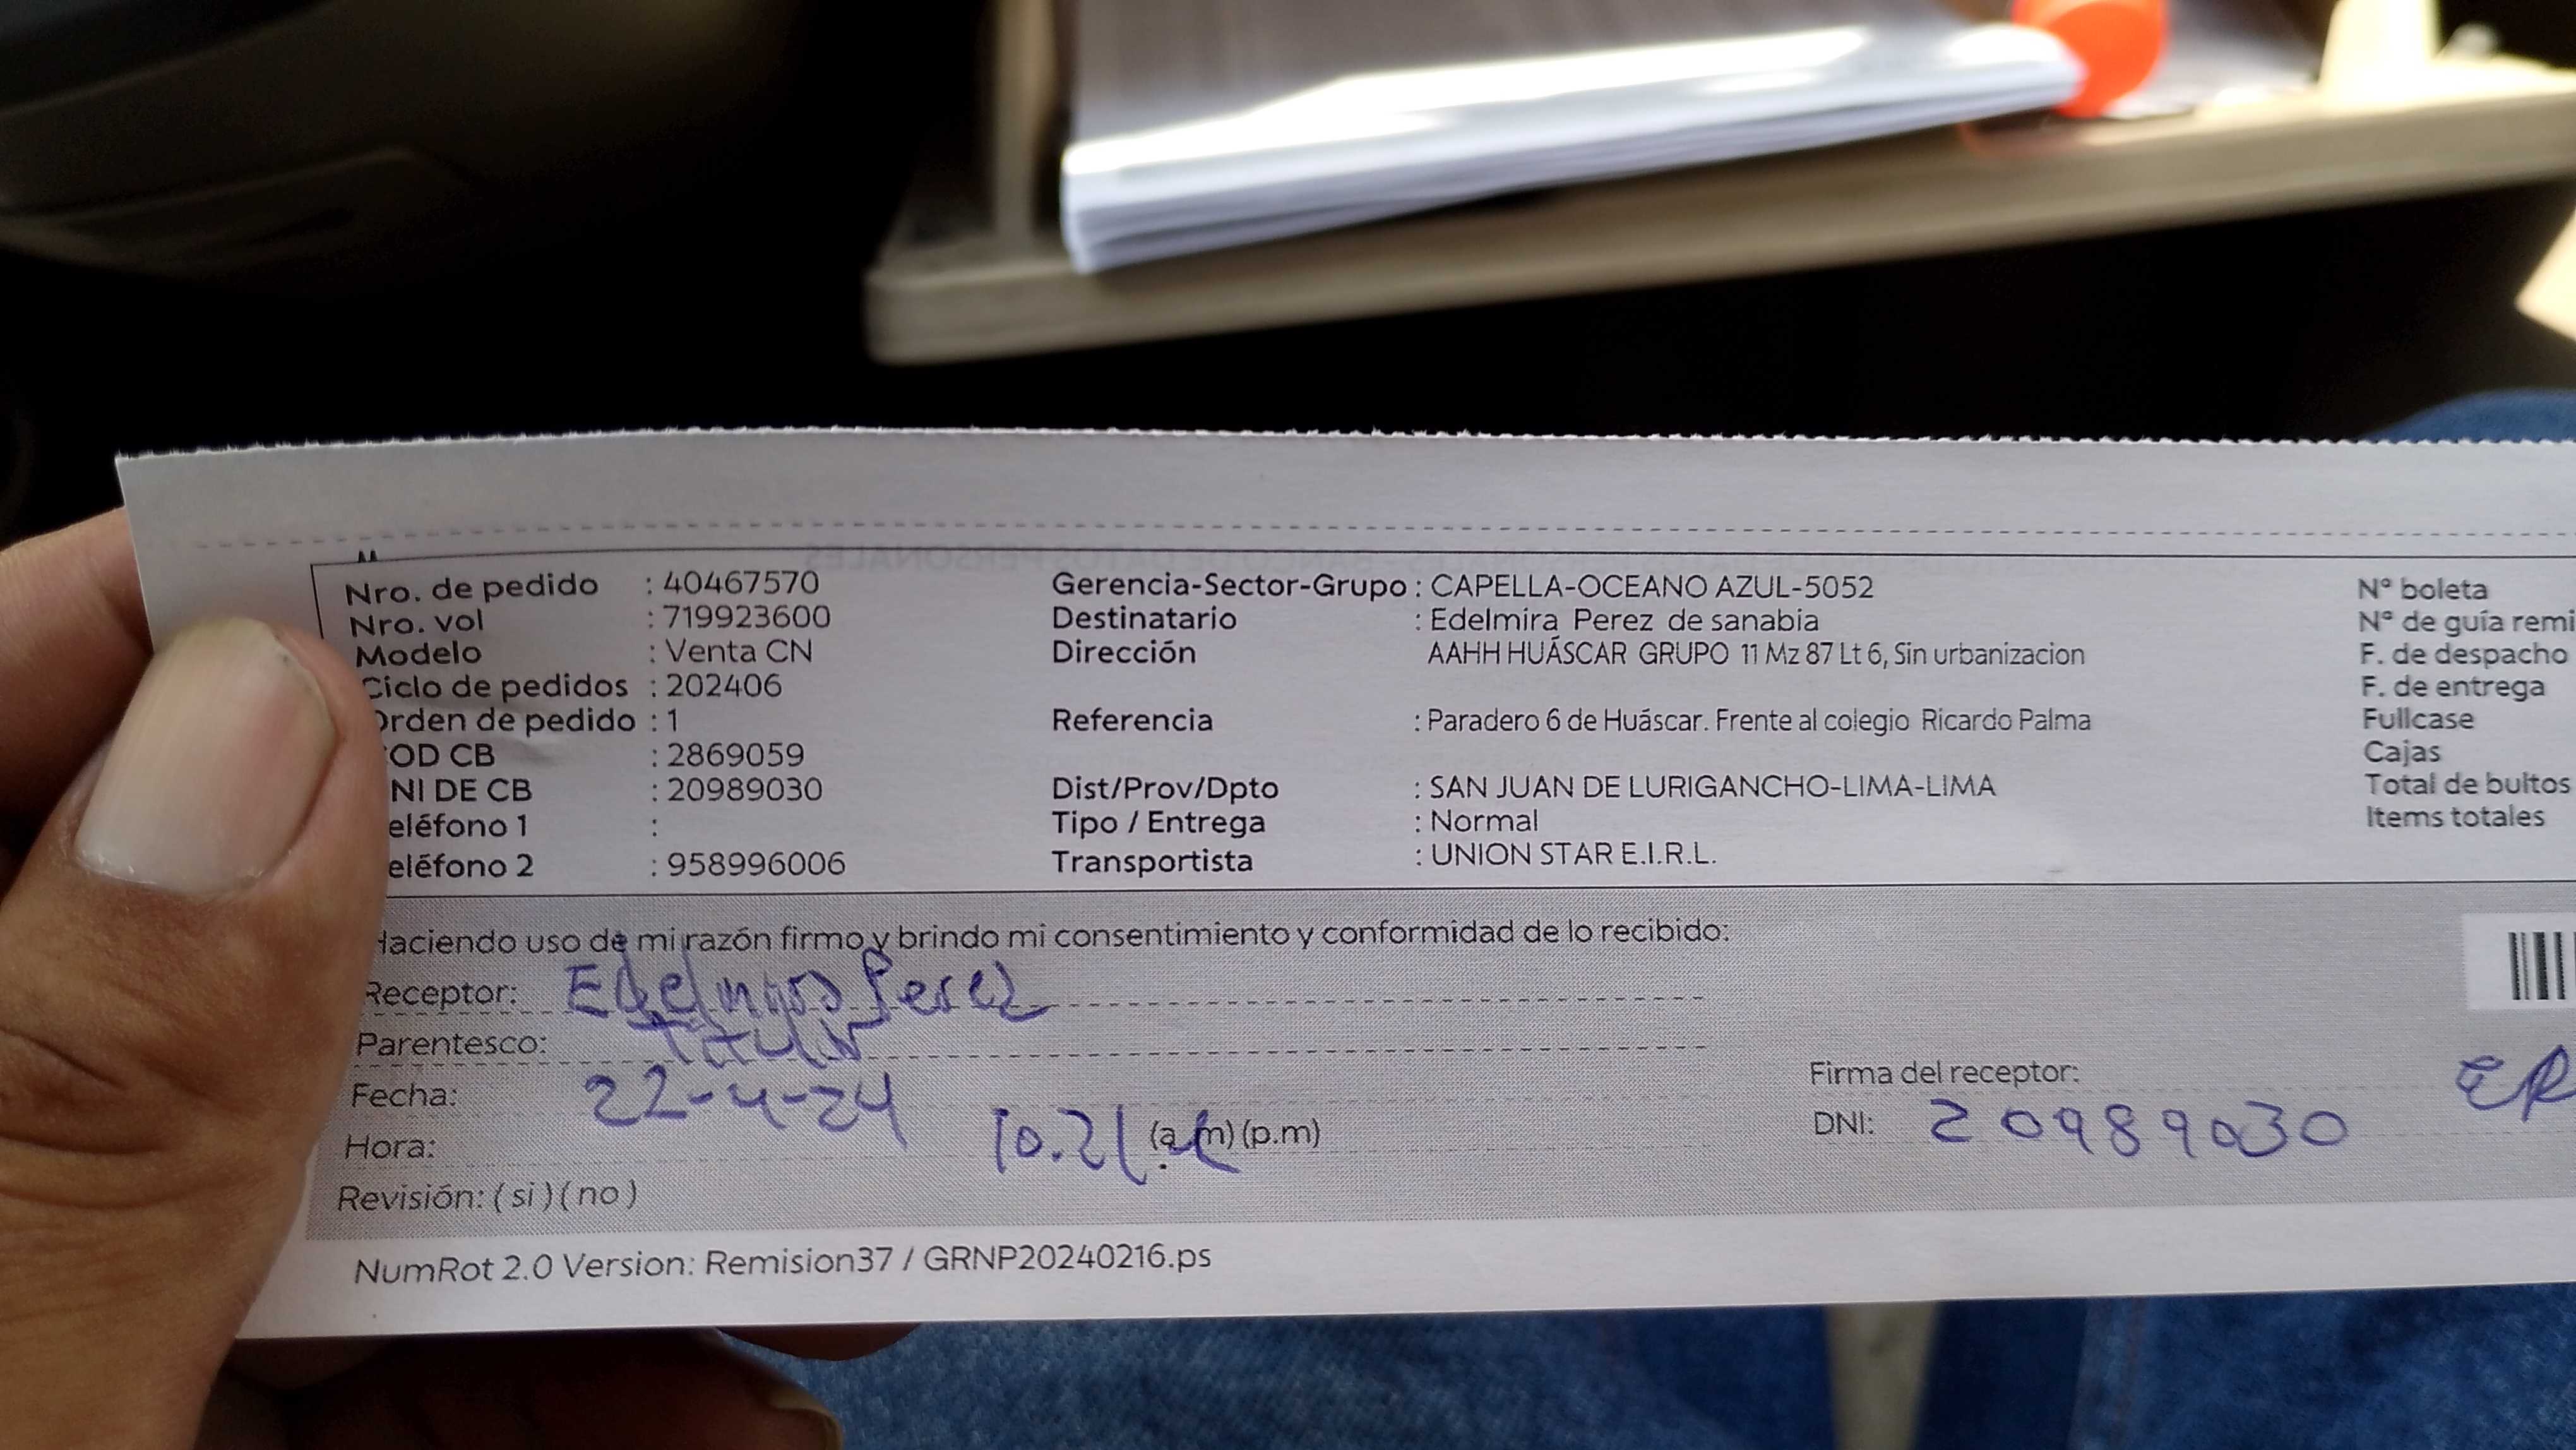 Nro. de pedido : 40467570 Gerencia-Sector-Grupo : CAPELLA-OCEANO AZUL-5052 N° boleta
Nro. vol : 719923600 Destinatario : Edelmira Perez de sanabia N° de guía remi
Modelo : Venta CN Dirección AAHH HUÁSCAR GRUPO 11 Mz 87 Lt 6, Sin urbanizacion F. de despacho
Ciclo de pedidos : 202406 F. de entrega
Orden de pedido : 1 Referencia : Paradero 6 de Huáscar. Frente al colegio Ricardo Palma Fullcase
OD CB : 2869059 Cajas
NI DE CB : 20989030 Dist/Prov/Dpto : SAN JUAN DE LURIGANCHO-LIMA-LIMA Total de bultos
eléfono 1 : Tipo / Entrega : Normal Items totales
eléfono 2 : 958996006 Transportista : UNION STAR E.I.R.L.
Haciendo uso de mi razón firmo y brindo mi consentimiento y conformidad de lo recibido:
Receptor: Edelmira Perez
Parentesco: Titular
Fecha: 22-4-24 Firma del receptor: EP
Hora: 10.21 (a.m) (p.m) DNI: 20989030
Revisión: ( si ) ( no )
NumRot 2.0 Version: Remision37 / GRNP20240216.ps